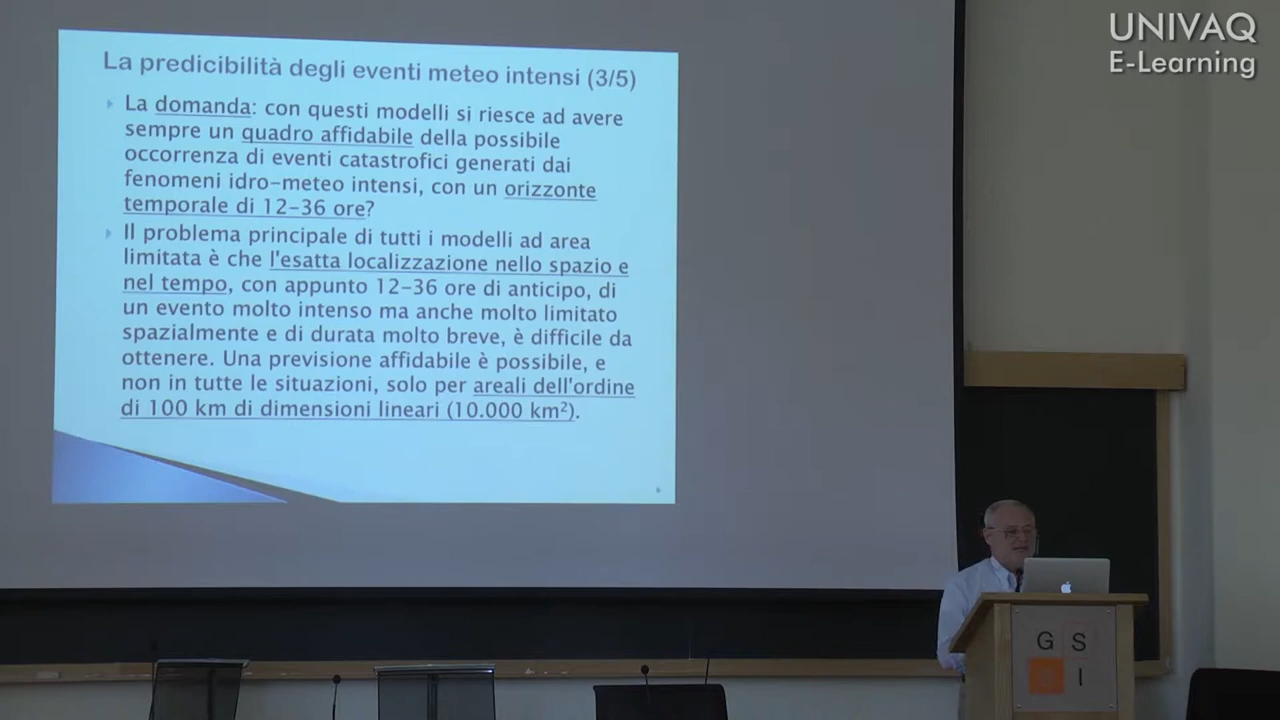 UNIVAQ
E-Learning
La predicibilità degli eventi meteo intensi (3/5)
La domanda: con questi modelli si riesce ad avere
sempre un quadro affidabile della possibile
occorrenza di eventi catastrofici generati dai
fenomeni idro-meteo intensi, con un orizzonte
temporale di 12-36 ore?
Il problema principale di tutti i modelli ad area
limitata è che l'esatta localizzazione nello spazio e
nel tempo, con appunto 12-36 ore di anticipo, di
un evento molto intenso ma anche molto limitato
spazialmente e di durata molto breve, è difficile da
ottenere. Una previsione affidabile è possibile, e
non in tutte le situazioni, solo per areali dell'ordine
di 100 km di dimensioni lineari (10.000 km²).
G S
I